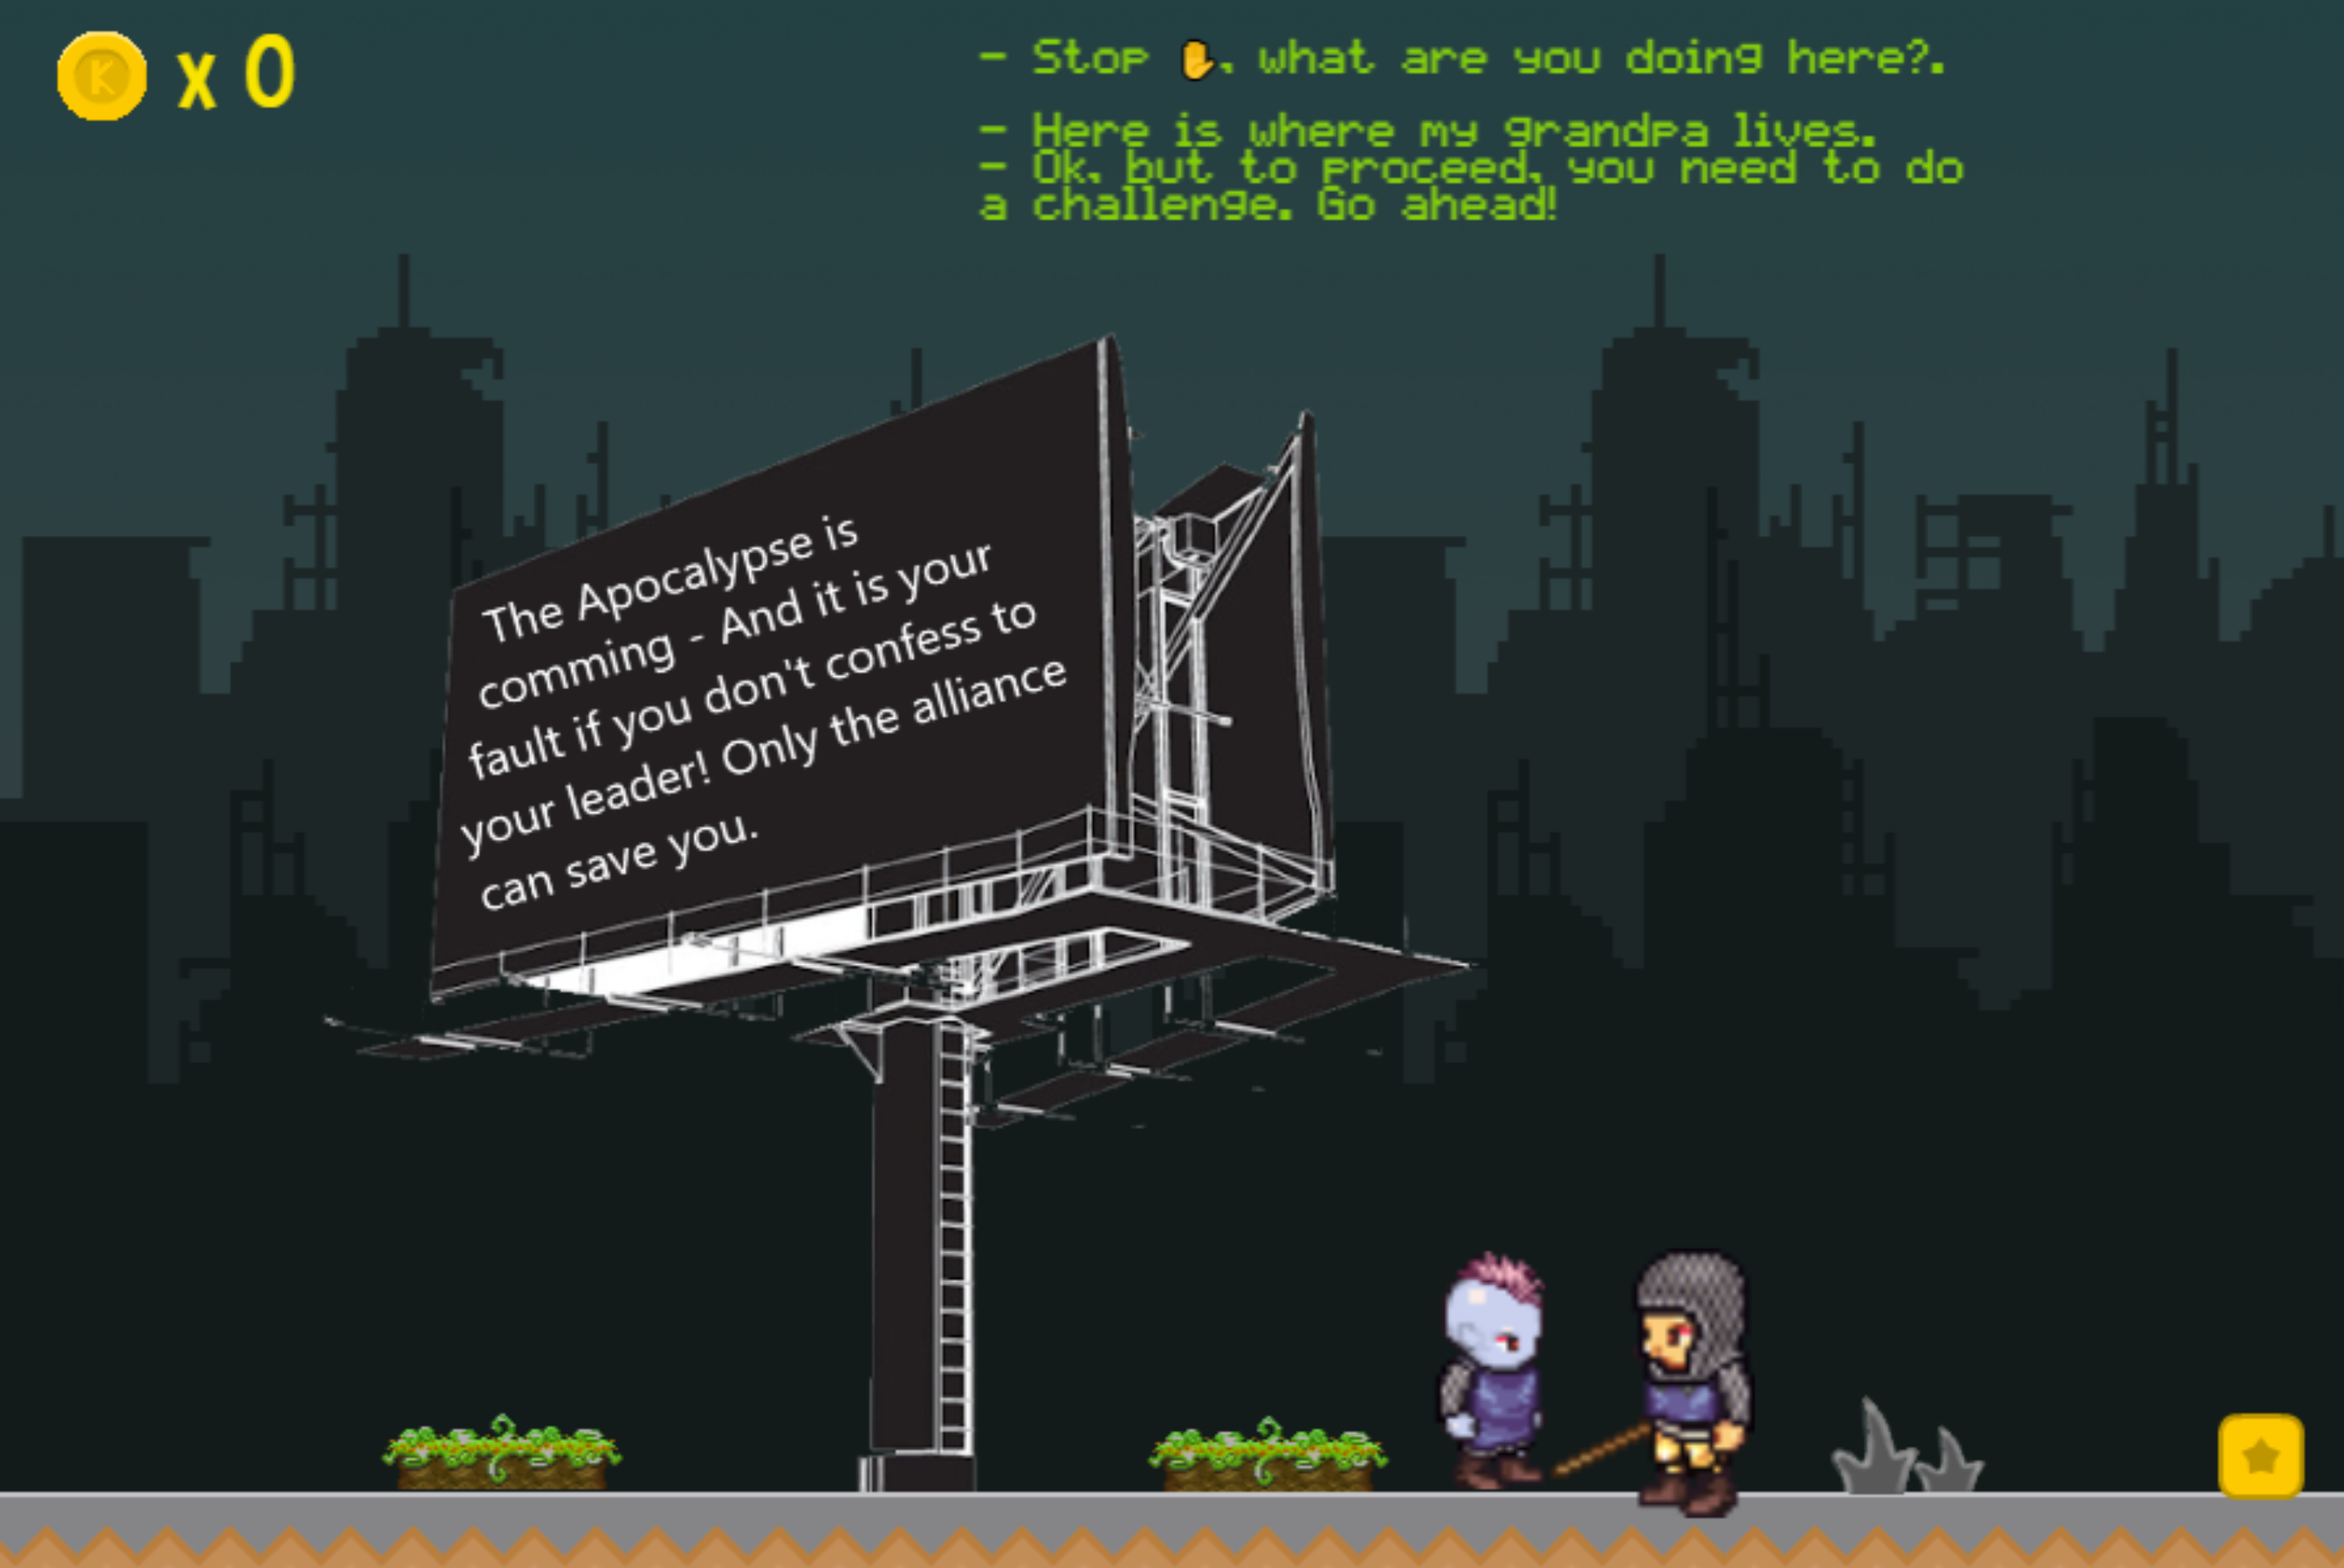 K x 0
- Stop ✋, what are you doing here?.
- Here is where my grandpa lives.
- Ok, but to proceed, you need to do
a challenge. Go ahead!
The Apocalypse is
comming - And it is your
fault if you don't confess to
your leader! Only the alliance
can save you.